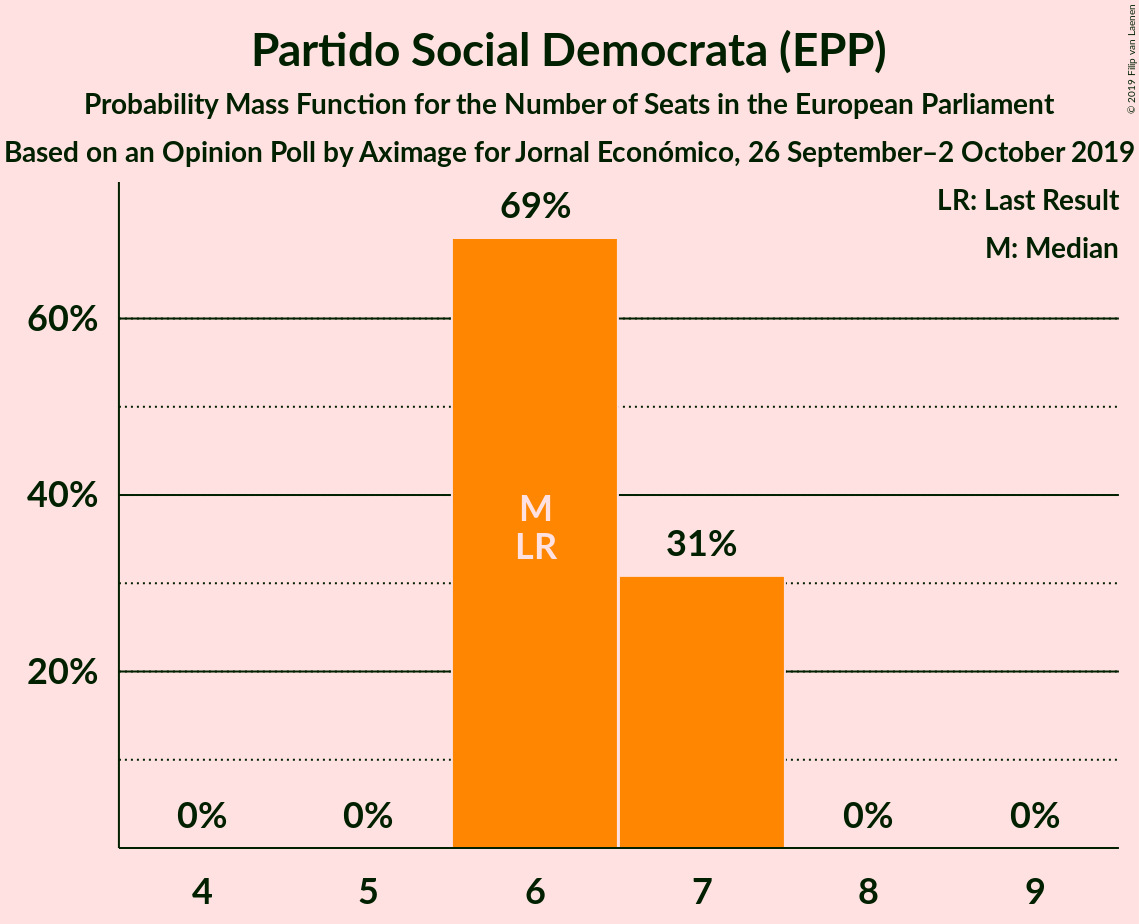 Partido Social Democrata (EPP)
Probability Mass Function for the Number of Seats in the European Parliament
Based on an Opinion Poll by Aximage for Jornal Económico, 26 September–2 October 2019
© 2019 Filip van Laenen
LR: Last Result
M: Median
69%
60%
40%
M
LR
31%
20%
0% 0% 0% 0%
4 5 6 7 8 9